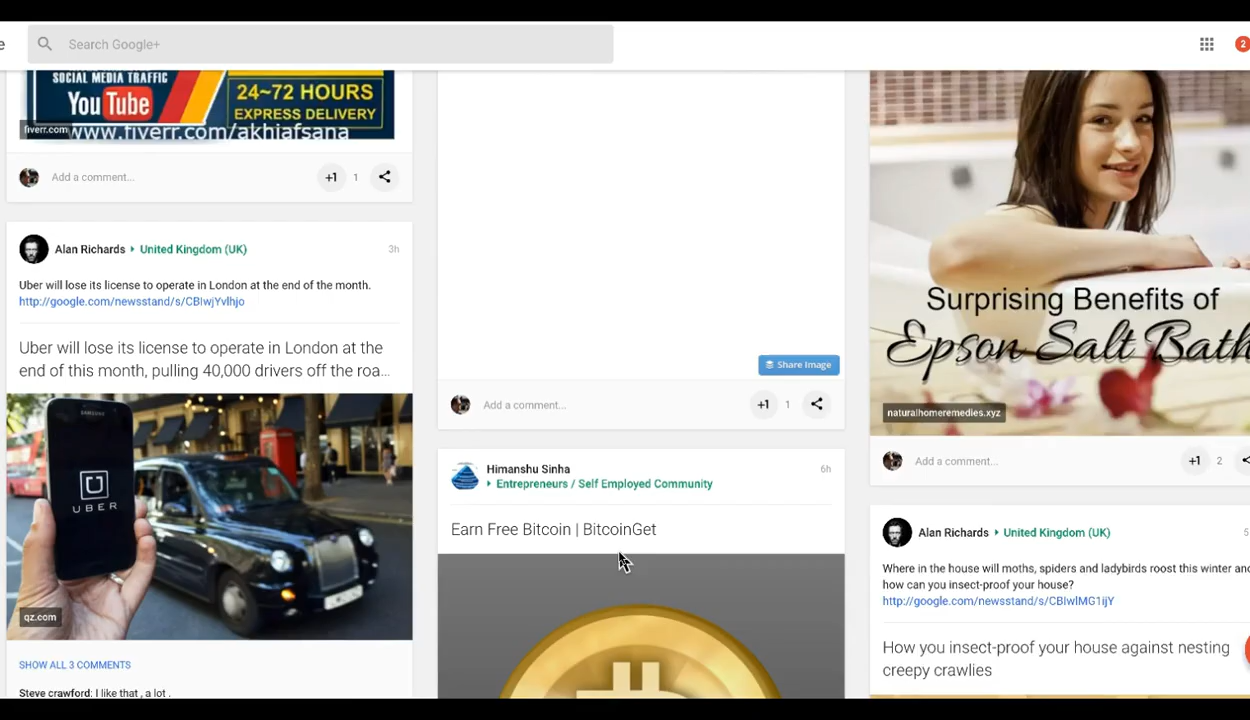 e
Search Google+
2
SOCIAL MEDIA TRAFFIC
YouTube
24~72 HOURS
EXPRESS DELIVERY
fiverr.com
www.fiverr.com/akhiafsana
Add a comment...
+1
1
Alan Richards
United Kingdom (UK)
3h
Uber will lose its license to operate in London at the end of the month.
http://google.com/newsstand/s/CBIwjYvlhjo
Uber will lose its license to operate in London at the
end of this month, pulling 40,000 drivers off the roa...
SAMSUNG
UBER
qz.com
SHOW ALL 3 COMMENTS
Steve crawford: I like that , a lot .
Share Image
Add a comment...
+1
1
Himanshu Sinha
6h
Entrepreneurs / Self Employed Community
Earn Free Bitcoin | BitcoinGet
Surprising Benefits of
Epson Salt Bath
naturalhomeremedies.xyz
Add a comment...
+1
2
Alan Richards
United Kingdom (UK)
5
Where in the house will moths, spiders and ladybirds roost this winter and
how can you insect-proof your house?
http://google.com/newsstand/s/CBIwlMG1ijY
How you insect-proof your house against nesting
creepy crawlies